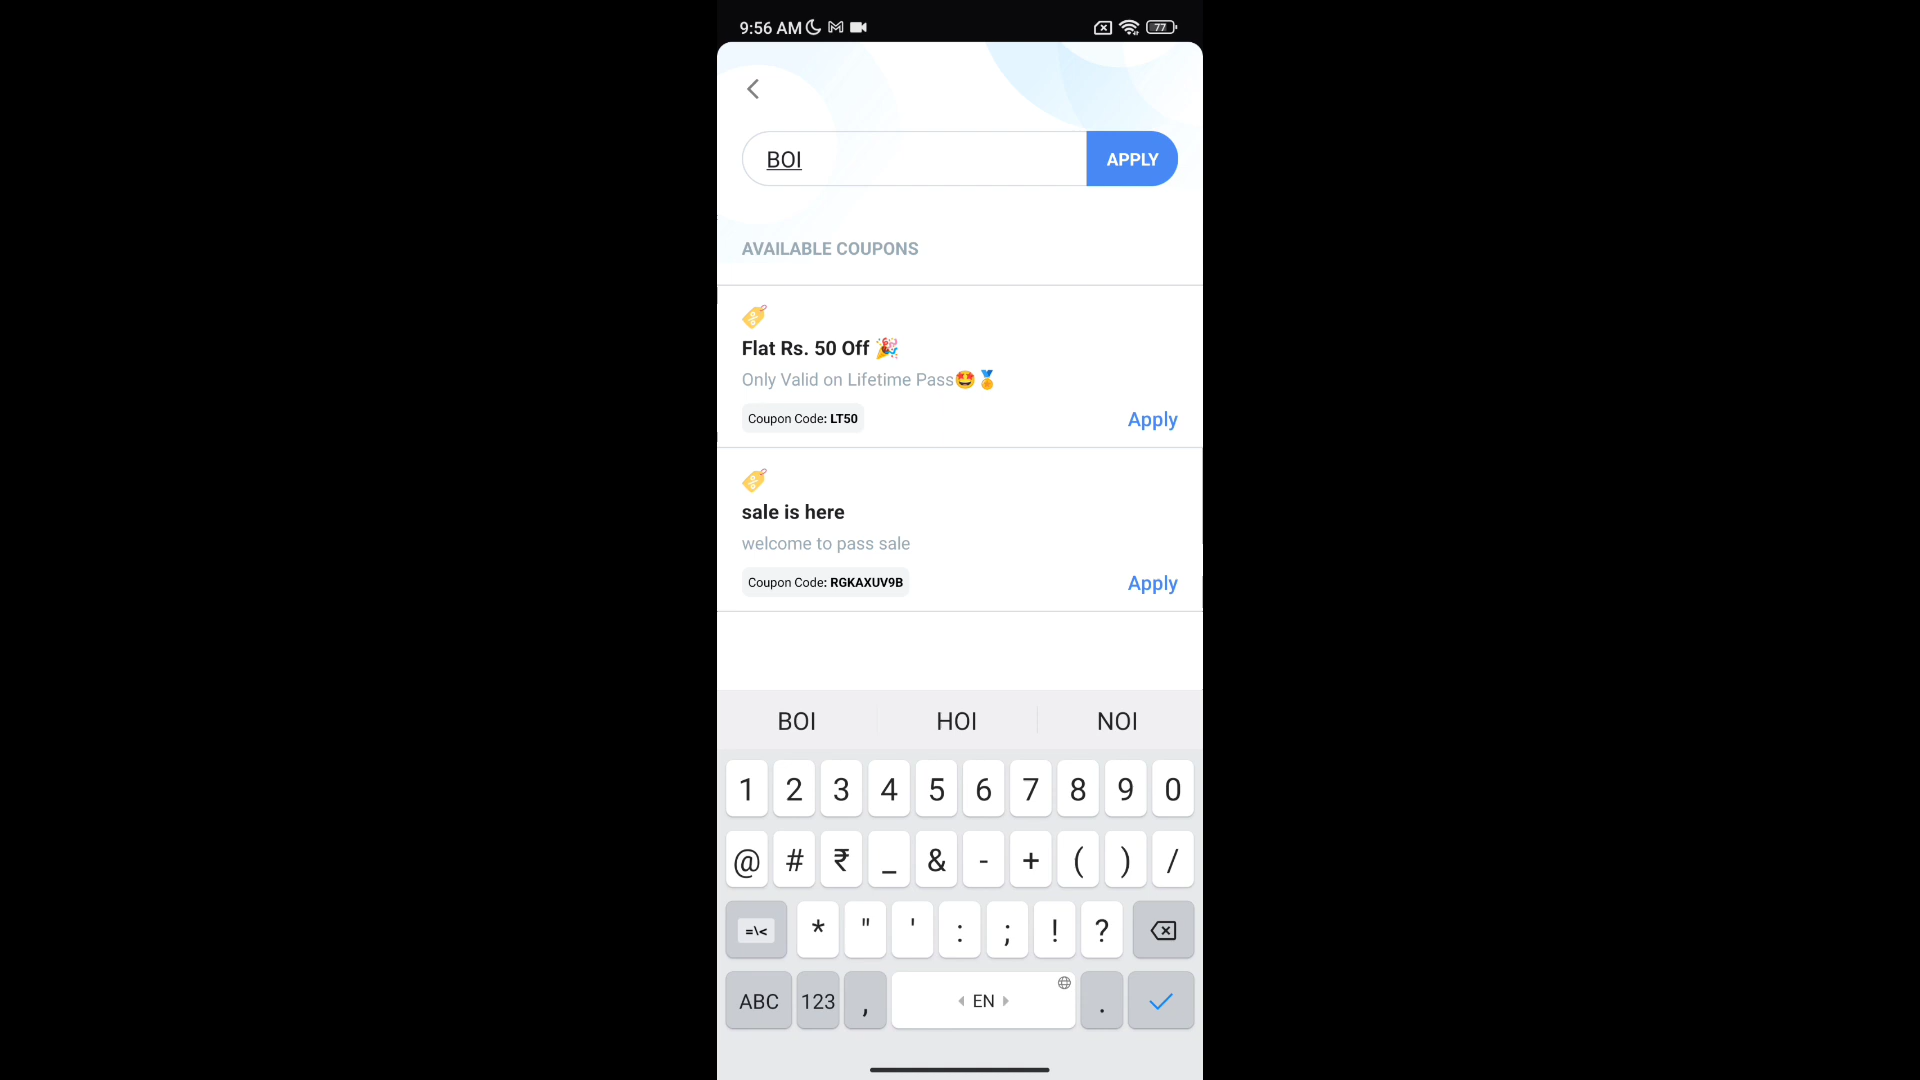 9:56 AM
77
BOI
APPLY
AVAILABLE COUPONS
Flat Rs. 50 Off 🎉
Only Valid on Lifetime Pass🤩🏅
Coupon Code: LT50
Apply
sale is here
welcome to pass sale
Coupon Code: RGKAXUV9B
Apply
BOI HOI NOI
1 2 3 4 5 6 7 8 9 0
@ # ₹ _ & - + ( ) /
=\< * " ' : ; ! ?
ABC 123 , EN .